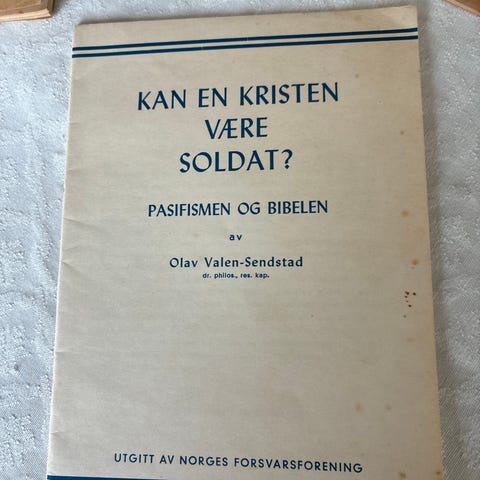 KAN EN KRISTEN
VÆRE
SOLDAT?
PASIFISMEN OG BIBELEN
av
Olav Valen-Sendstad
dr. philos., res. kap.
UTGITT AV NORGES FORSVARSFORENING